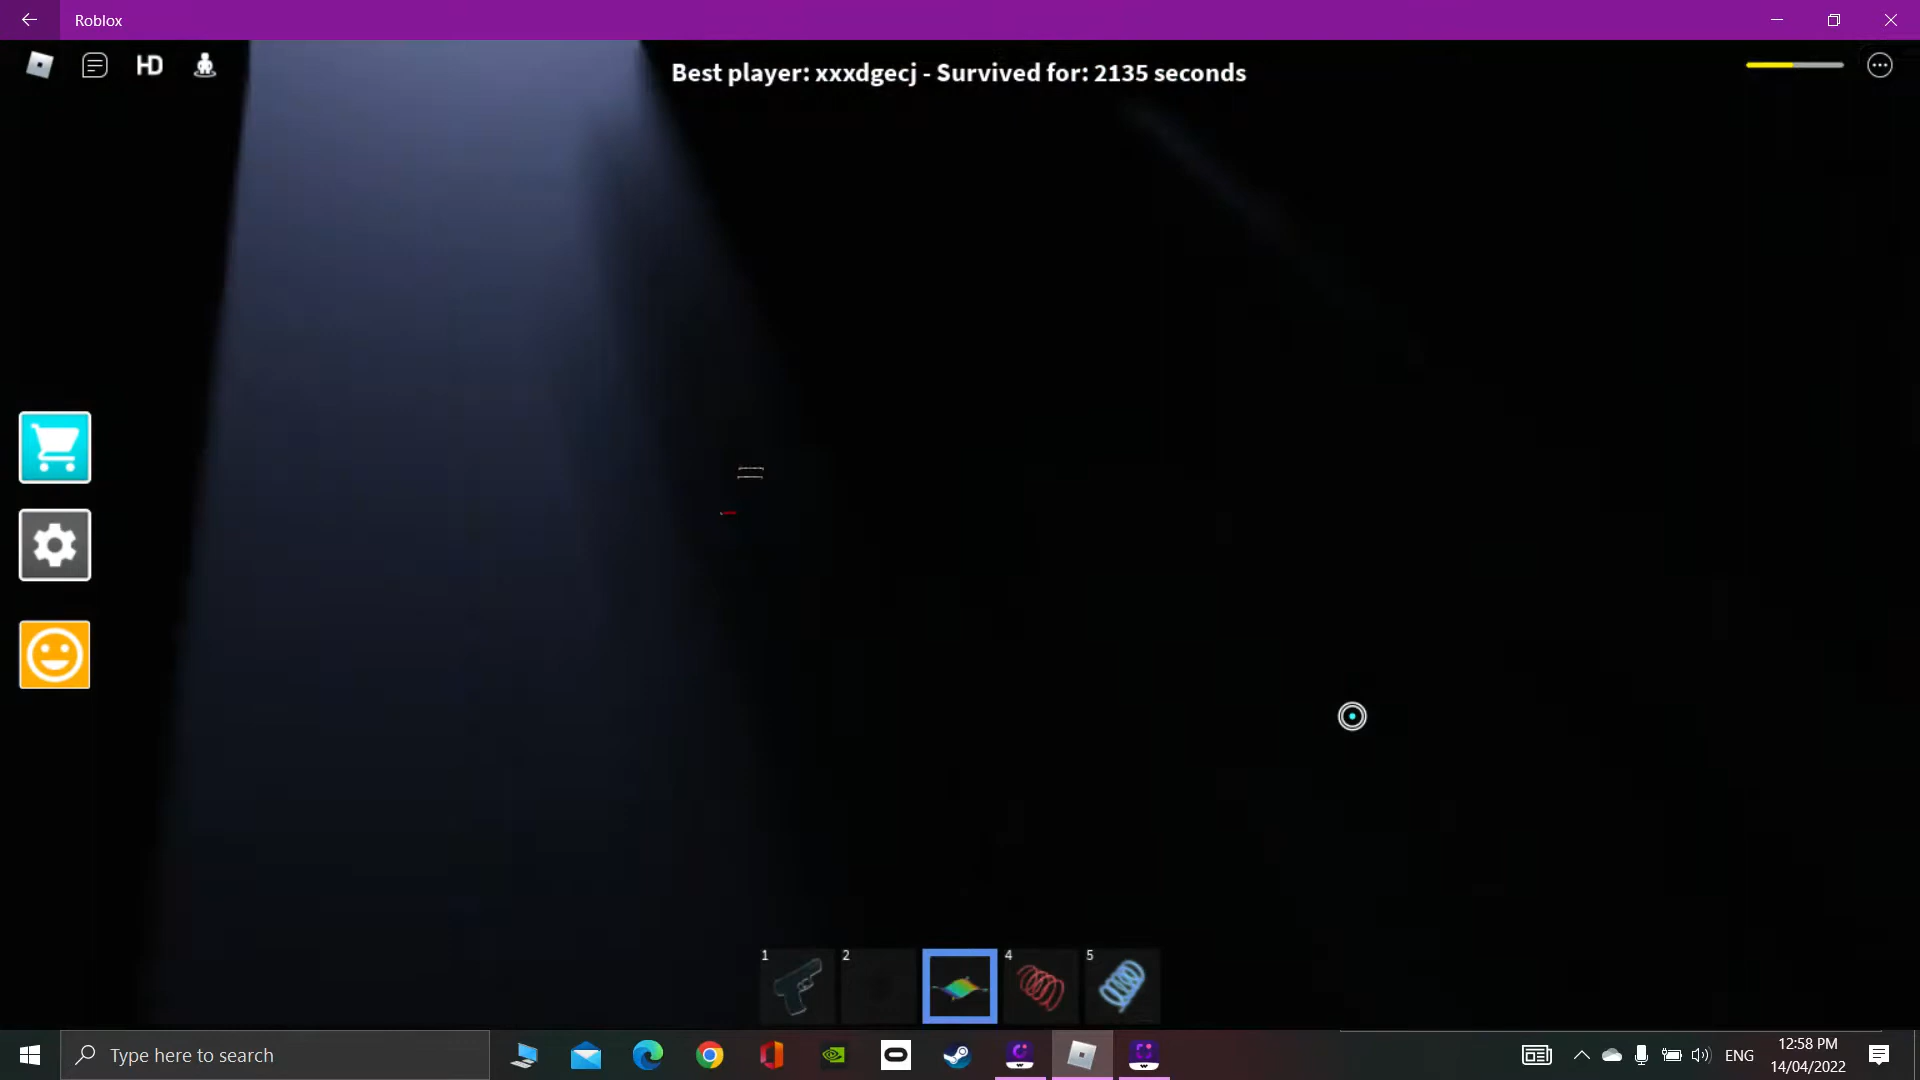 Roblox
HD
Best player: xxxdgecj - Survived for: 2135 seconds
1
2
4
5
Type here to search
ENG
12:58 PM
14/04/2022